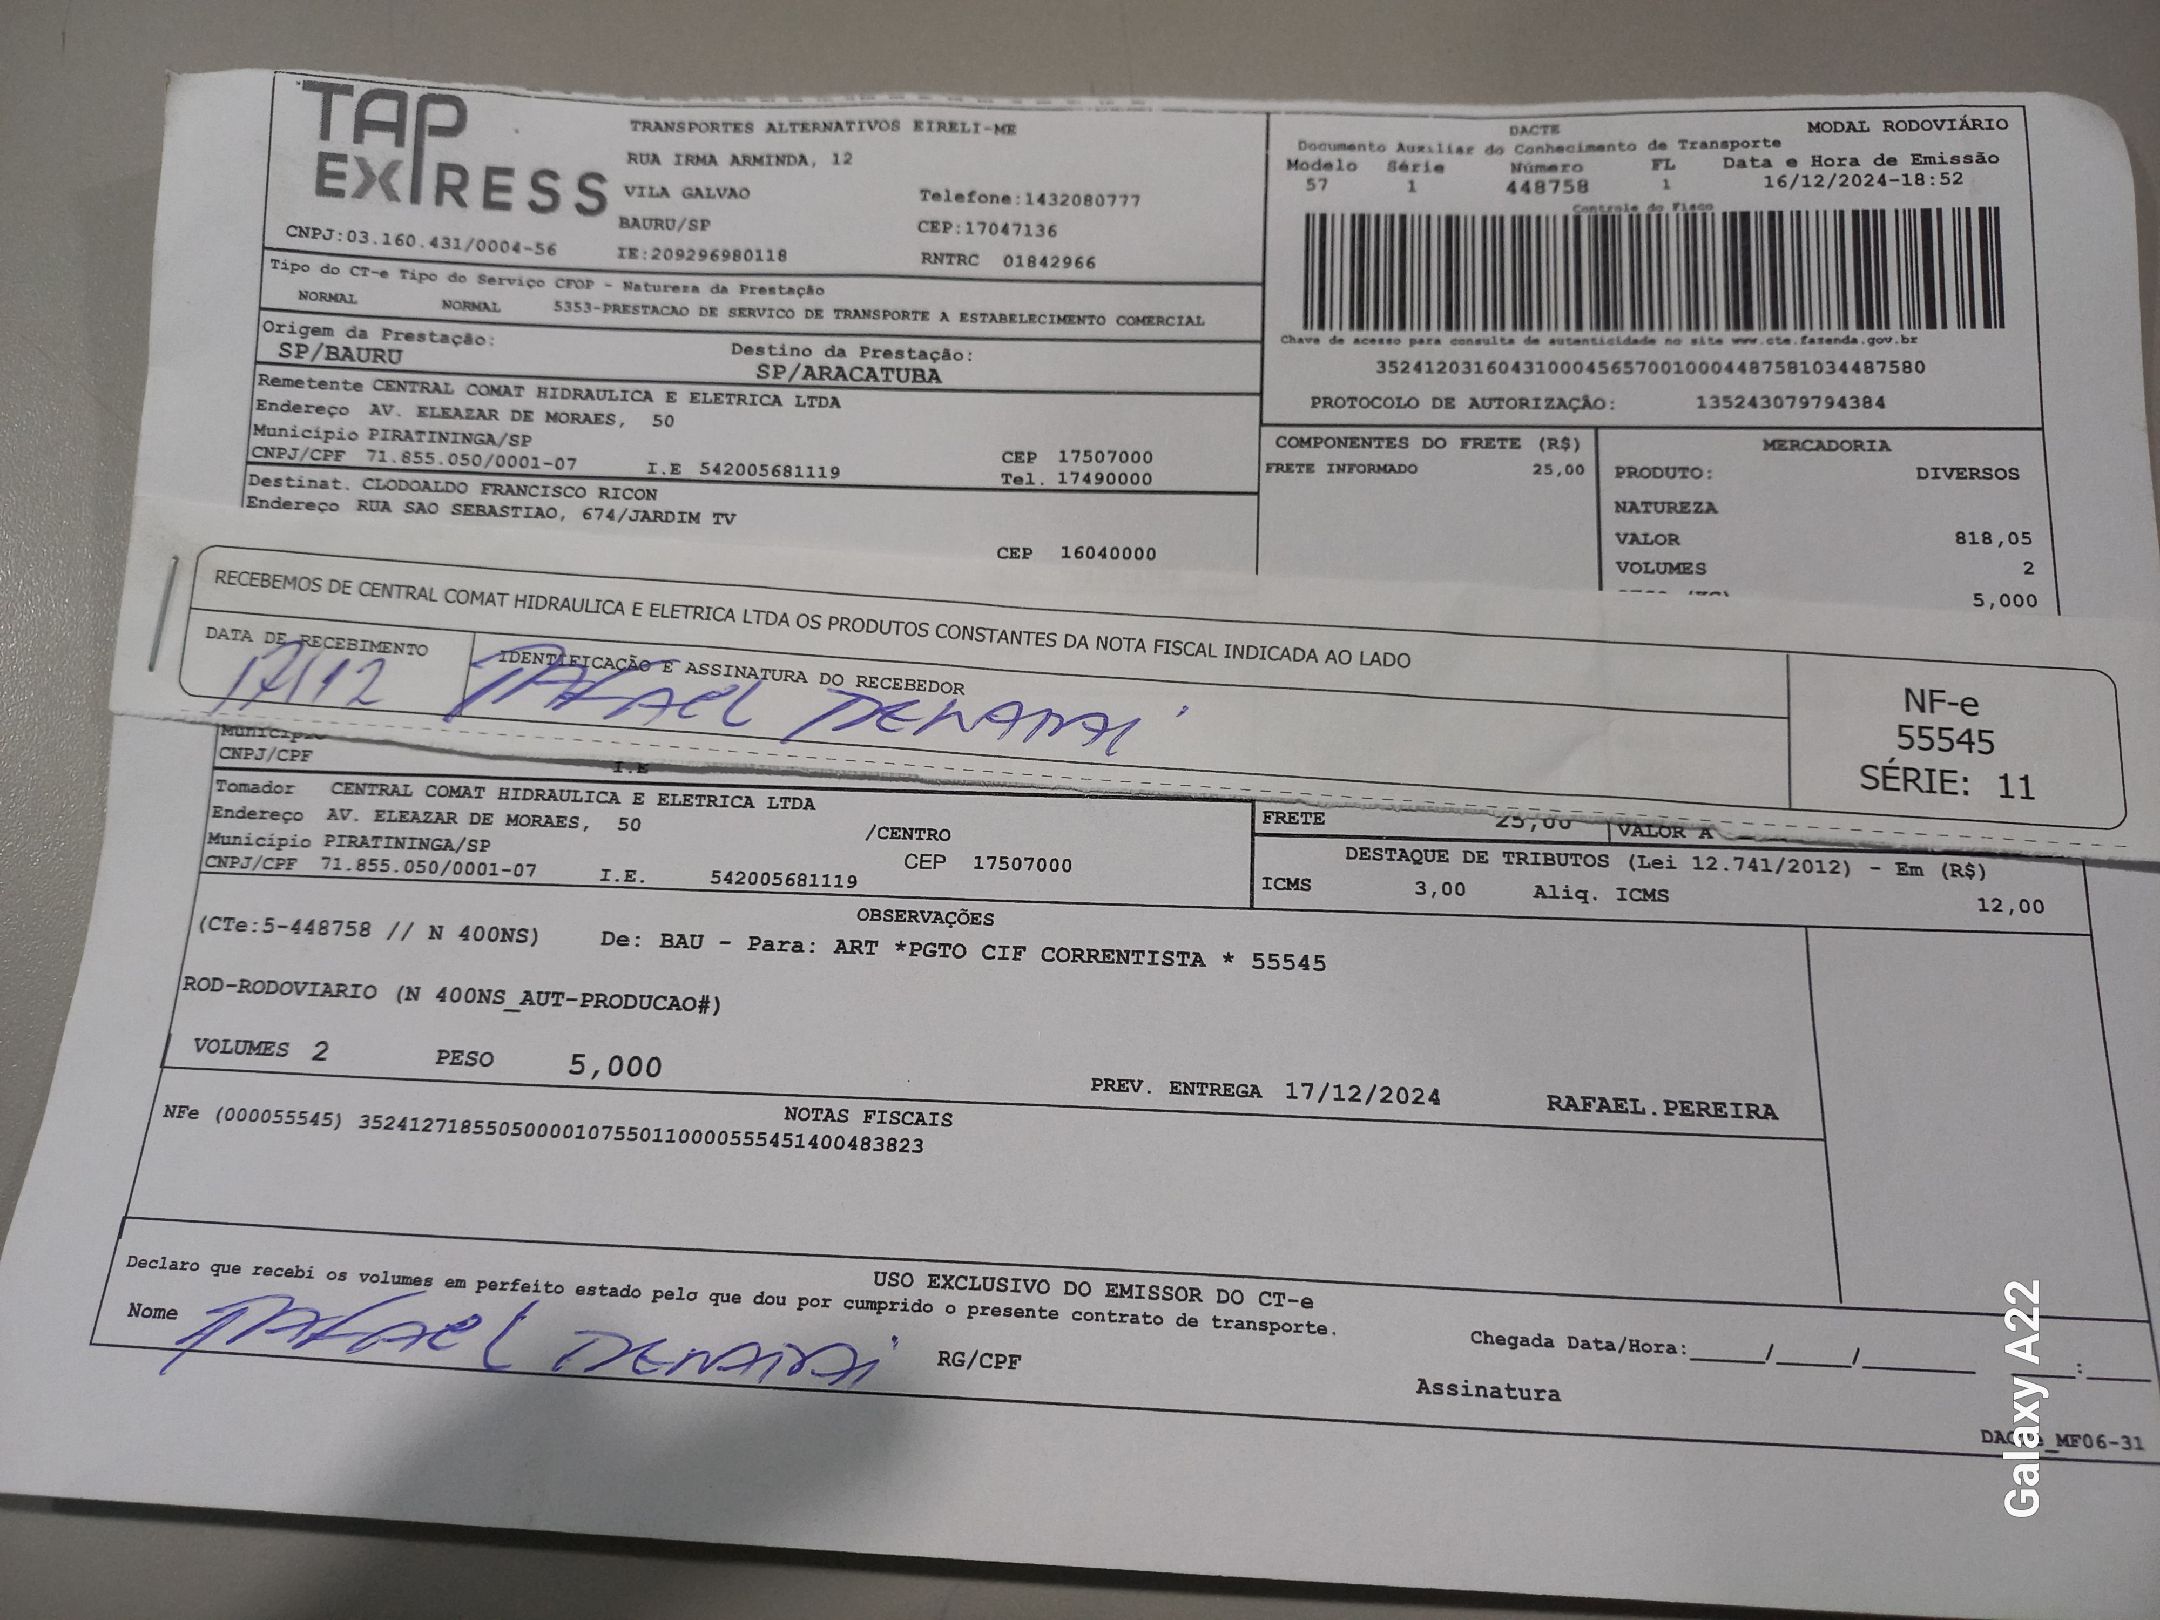 TAP EXPRESS
CNPJ:03.160.431/0004-56
TRANSPORTES ALTERNATIVOS EIRELI-ME
RUA IRMA ARMINDA, 12
VILA GALVAO Telefone:1432080777
BAURU/SP CEP:17047136
IE:209296980118 RNTRC 01842966
DACTE MODAL RODOVIÁRIO
Documento Auxiliar do Conhecimento de Transporte
Modelo Série Número FL Data e Hora de Emissão
57 1 448758 1 16/12/2024-18:52
Controle do Fisco
Chave de acesso para consulta de autenticidade no site www.cte.fazenda.gov.br
35241203160431000456570010004487581034487580
PROTOCOLO DE AUTORIZAÇÃO: 135243079794384
Tipo do CT-e Tipo do Serviço CFOP - Natureza da Prestação
NORMAL NORMAL 5353-PRESTACAO DE SERVICO DE TRANSPORTE A ESTABELECIMENTO COMERCIAL
Origem da Prestação: Destino da Prestação:
SP/BAURU SP/ARACATUBA
Remetente CENTRAL COMAT HIDRAULICA E ELETRICA LTDA
Endereço AV. ELEAZAR DE MORAES, 50
Município PIRATININGA/SP CEP 17507000
CNPJ/CPF 71.855.050/0001-07 I.E 542005681119 Tel. 17490000
Destinat. CLODOALDO FRANCISCO RICON
Endereço RUA SAO SEBASTIAO, 674/JARDIM TV
CEP 16040000
COMPONENTES DO FRETE (R$)
FRETE INFORMADO 25,00
MERCADORIA
PRODUTO: DIVERSOS
NATUREZA
VALOR 818,05
VOLUMES 2
5,000
RECEBEMOS DE CENTRAL COMAT HIDRAULICA E ELETRICA LTDA OS PRODUTOS CONSTANTES DA NOTA FISCAL INDICADA AO LADO
DATA DE RECEBIMENTO IDENTIFICAÇÃO E ASSINATURA DO RECEBEDOR
17/12 RAFAEL
NF-e
55545
SÉRIE: 11
Município
CNPJ/CPF I.E
Tomador CENTRAL COMAT HIDRAULICA E ELETRICA LTDA
Endereço AV. ELEAZAR DE MORAES, 50 /CENTRO
Município PIRATININGA/SP CEP 17507000
CNPJ/CPF 71.855.050/0001-07 I.E. 542005681119
FRETE 25,00 VALOR A
DESTAQUE DE TRIBUTOS (Lei 12.741/2012) - Em (R$)
ICMS 3,00 Aliq. ICMS 12,00
OBSERVAÇÕES
(CTe:5-448758 // N 400NS) De: BAU - Para: ART *PGTO CIF CORRENTISTA * 55545
ROD-RODOVIARIO (N 400NS_AUT-PRODUCAO#)
VOLUMES 2 PESO 5,000 PREV. ENTREGA 17/12/2024 RAFAEL.PEREIRA
NOTAS FISCAIS
NFe (000055545) 35241271855050000107550110000555451400483823
USO EXCLUSIVO DO EMISSOR DO CT-e
Declaro que recebi os volumes em perfeito estado pelo que dou por cumprido o presente contrato de transporte.
Nome RAFAEL RG/CPF
Chegada Data/Hora:_____/_____/________ ____:____
Assinatura
MF06-31
Galaxy A22